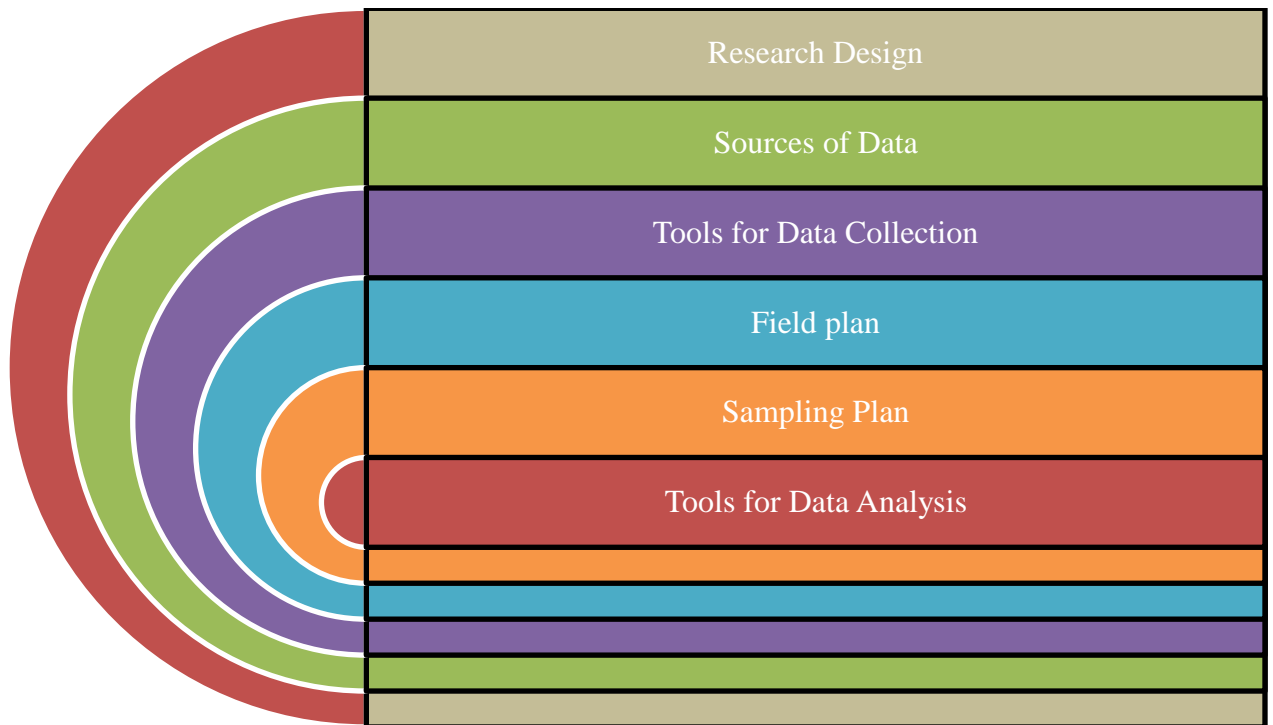 Research Design
Sources of Data
Tools for Data Collection
Field plan
Sampling Plan
Tools for Data Analysis